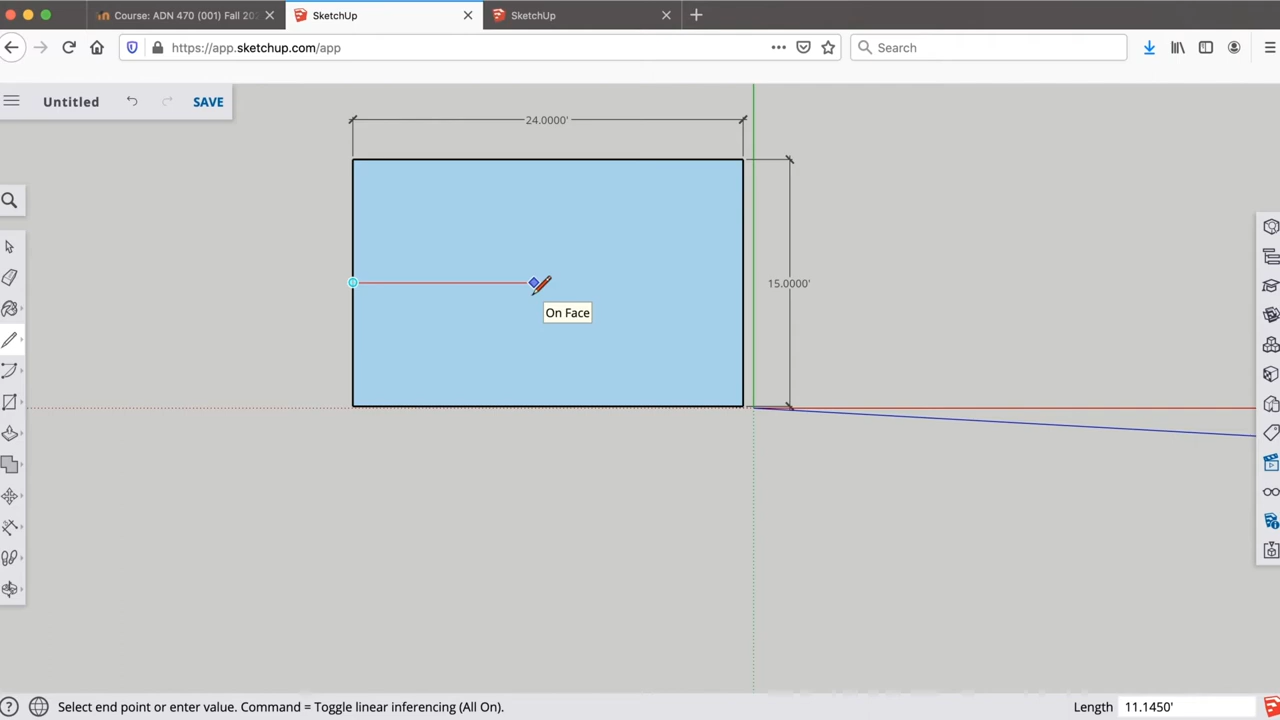 Course: ADN 470 (001) Fall 20
SketchUp
SketchUp
https://app.sketchup.com/app
Search
Untitled
SAVE
24.0000'
15.0000'
On Face
Select end point or enter value. Command = Toggle linear inferencing (All On).
Length
11.1450'